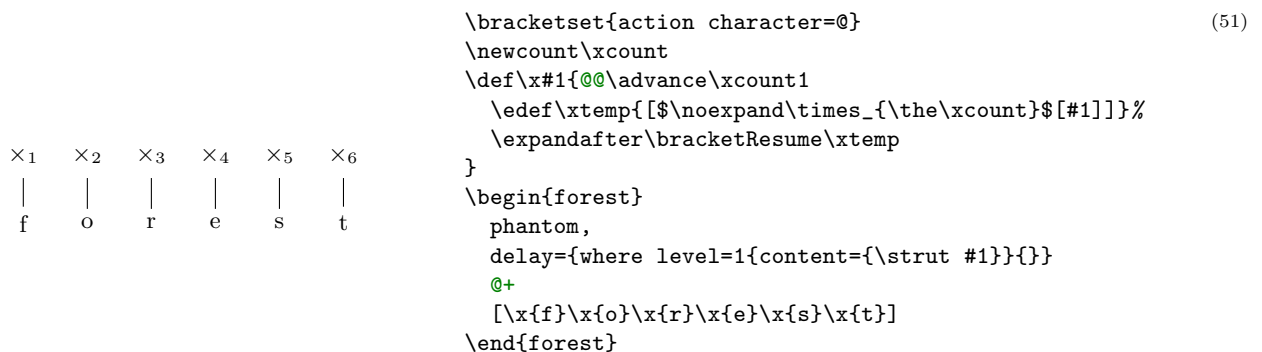 \bracketset{action character=@} (51)
\newcount\xcount
\def\x#1{@@\advance\xcount1
\edef\xtemp{[$\noexpand\times_{\the\xcount}$[#1]]}%
\expandafter\bracketResume\xtemp
}
\begin{forest}
phantom,
delay={where level=1{content={\strut #1}}{}}
@+
[\x{f}\x{o}\x{r}\x{e}\x{s}\x{t}]
\end{forest}
×₁ ×₂ ×₃ ×₄ ×₅ ×₆
f o r e s t